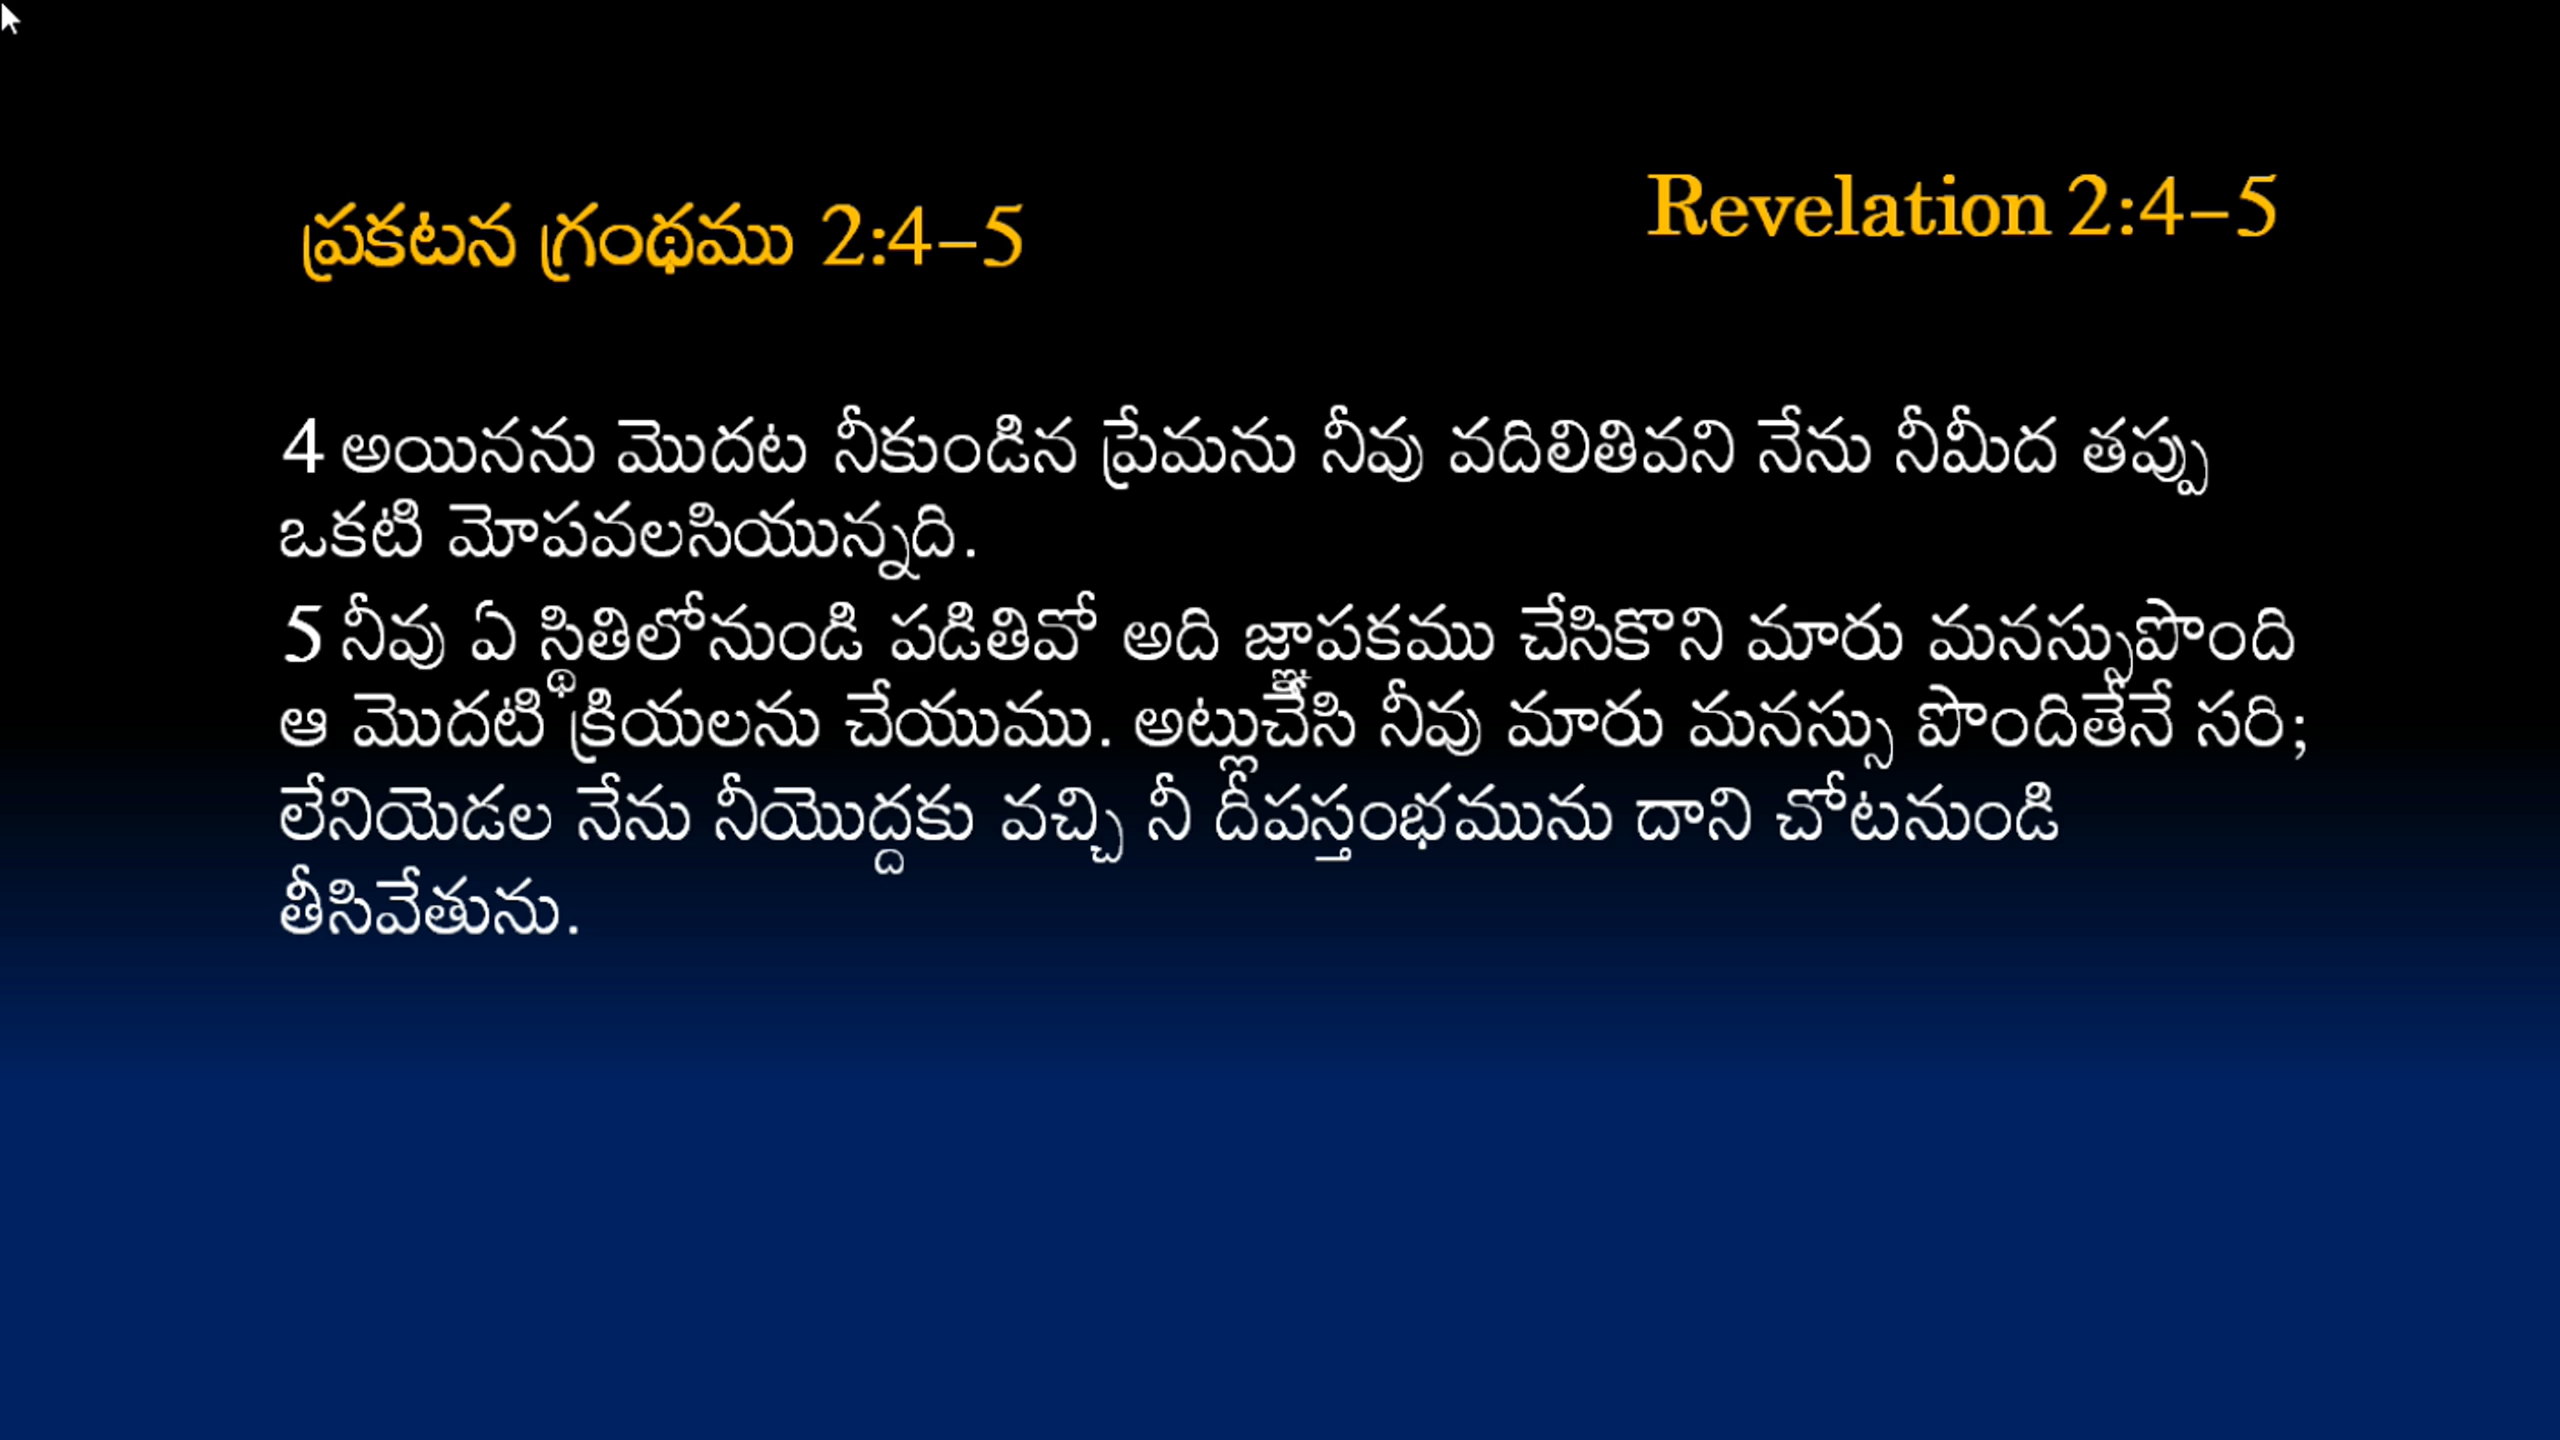 ప్రకటన గ్రంథము 2:4–5
Revelation 2:4–5
4 అయినను మొదట నీకుండిన ప్రేమను నీవు వదిలితివని నేను నీమీద తప్పు
ఒకటి మోపవలసియున్నది.
5 నీవు ఏ స్థితిలోనుండి పడితివో అది జ్ఞాపకము చేసికొని మారు మనస్సుపొంది
ఆ మొదటి క్రియలను చేయుము. అట్లుచేసి నీవు మారు మనస్సు పొందితేనే సరి;
లేనియెడల నేను నీయొద్దకు వచ్చి నీ దీపస్తంభమును దాని చోటనుండి
తీసివేతును.